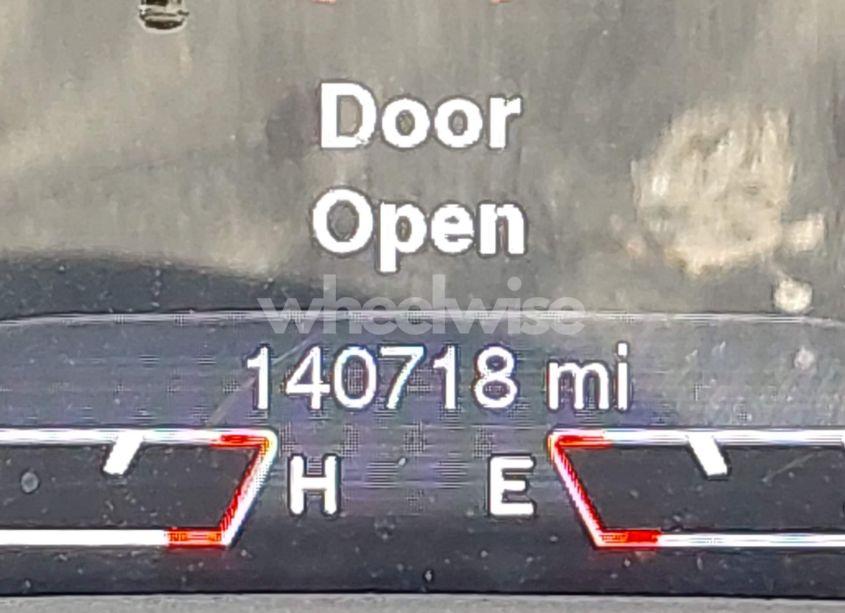 Door
Open
wheelwise
140718 mi
H E